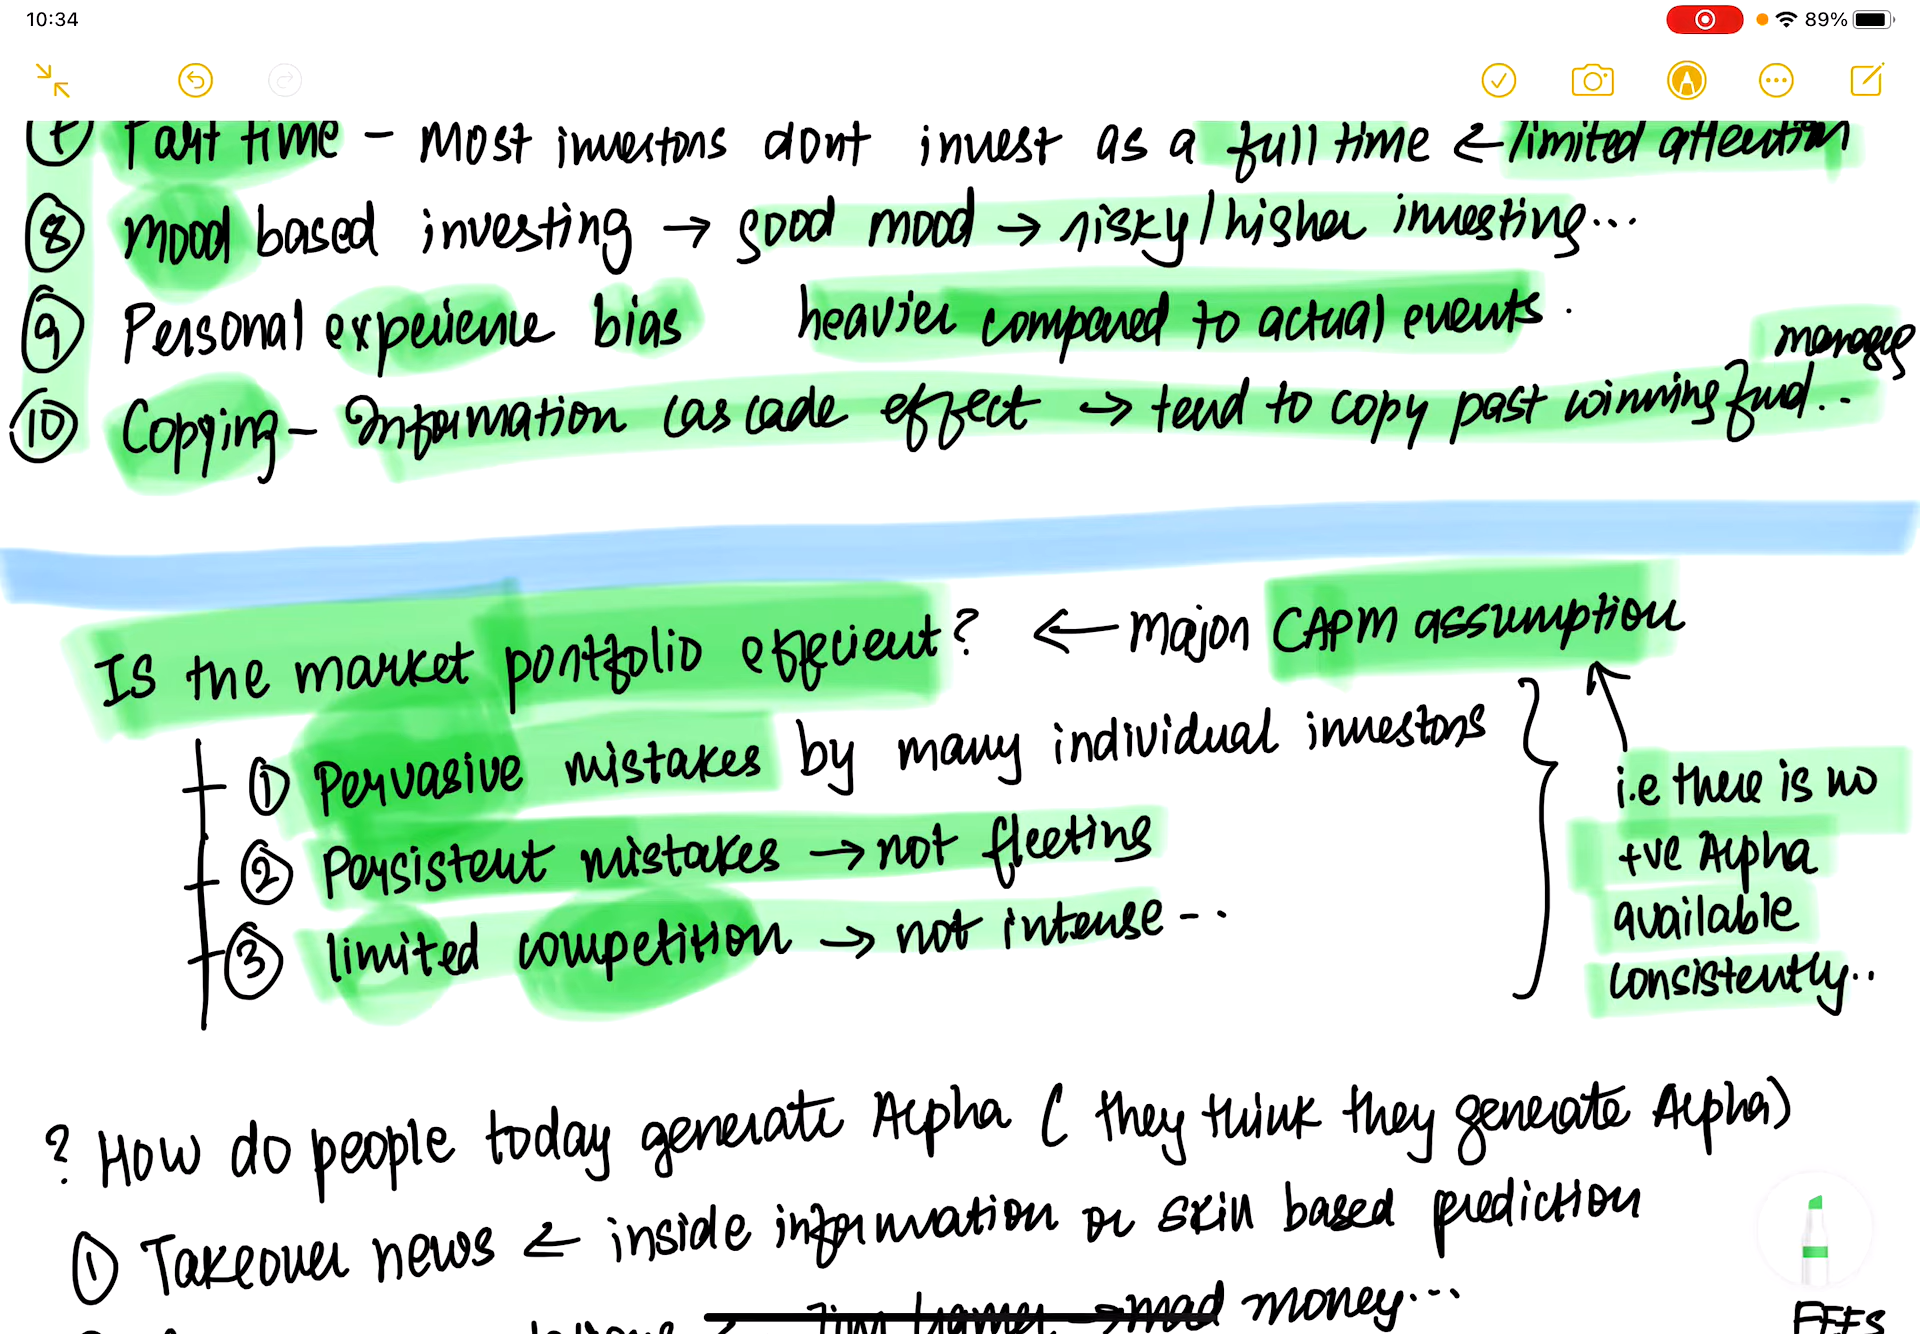 10:34
89%
⑦ Part time - Most investors dont invest as a full time ← limited attention
⑧ Mood based investing → good mood → risky/higher investing...
⑨ Personal experience bias heavier compared to actual events.
manages
⑩ Copying - Information cascade effect → tend to copy past winning fund..
Is the market portfolio effecient? ← Major CAPM assumption
① Pervasive mistakes by many individual investors
② Persistent mistakes → not fleeting
③ limited competition → not intense -.
i.e there is no
+ve Alpha
available
consistently..
? How do people today generate Alpha ( they think they generate Alpha)
① Takeover news ← inside information or skill based prediction
→ mad money...
FEES